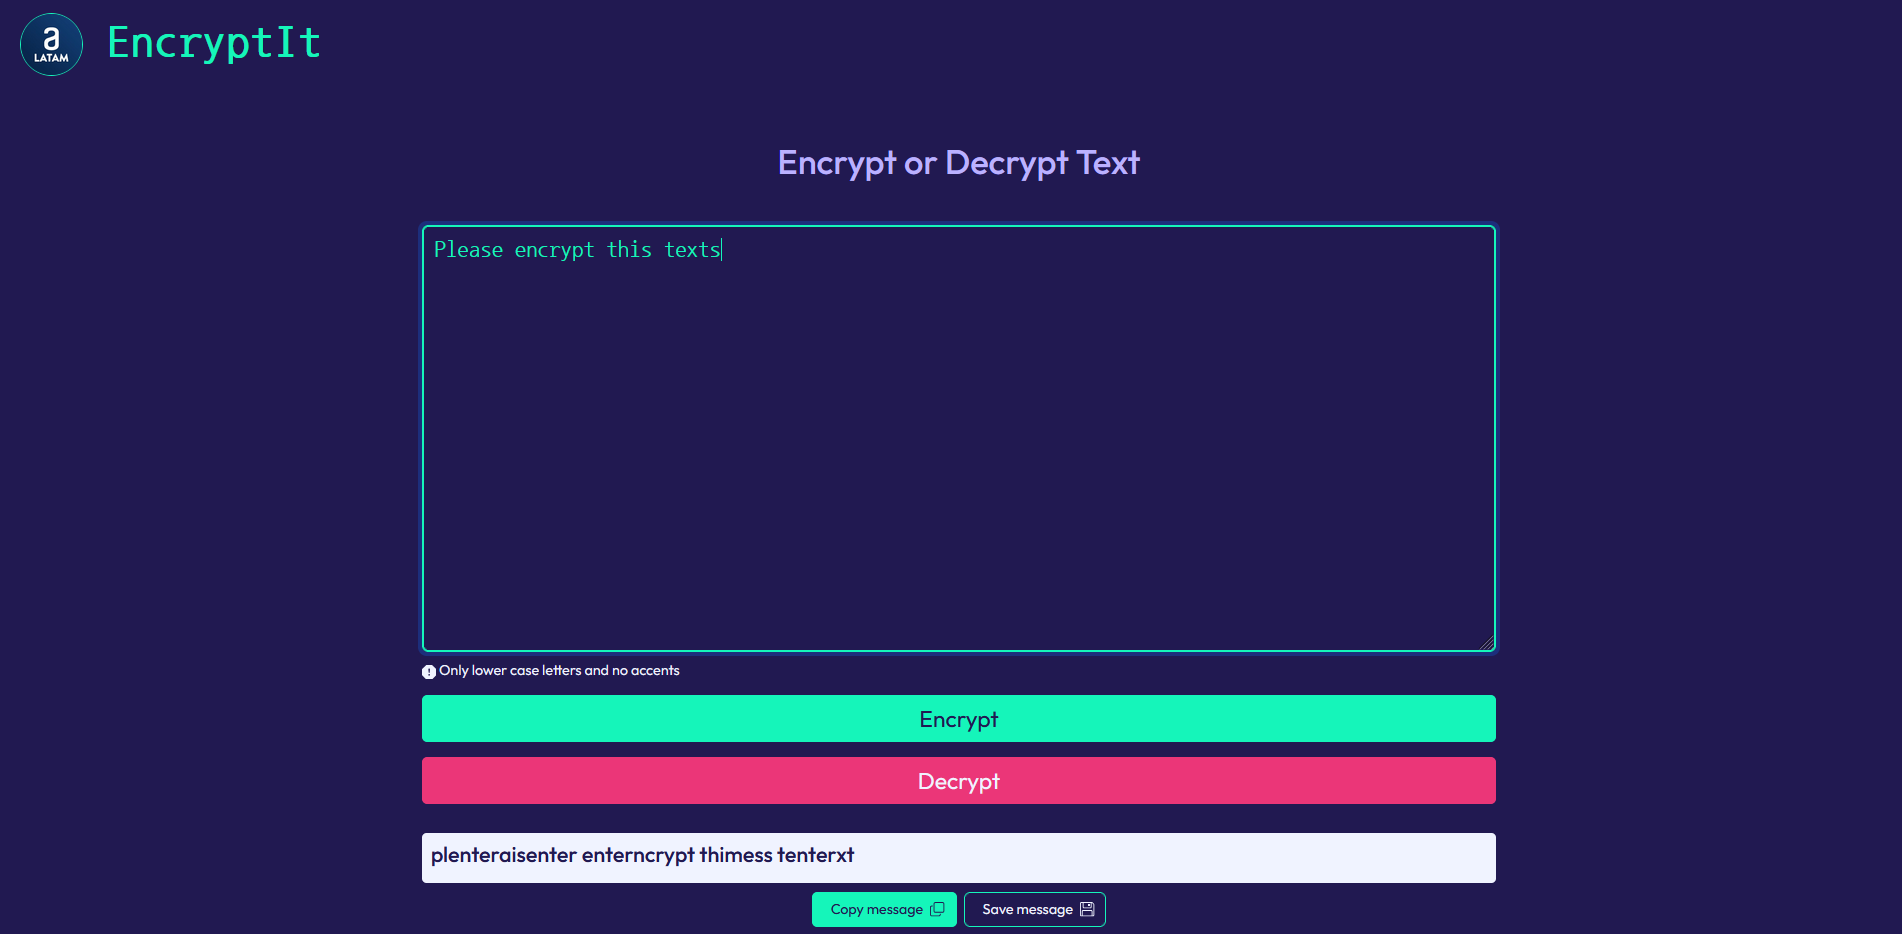 a
LATAM
EncryptIt
Encrypt or Decrypt Text
Please encrypt this texts
Only lower case letters and no accents
Encrypt
Decrypt
plenteraisenter enterncrypt thimess tenterxt
Copy message
Save message